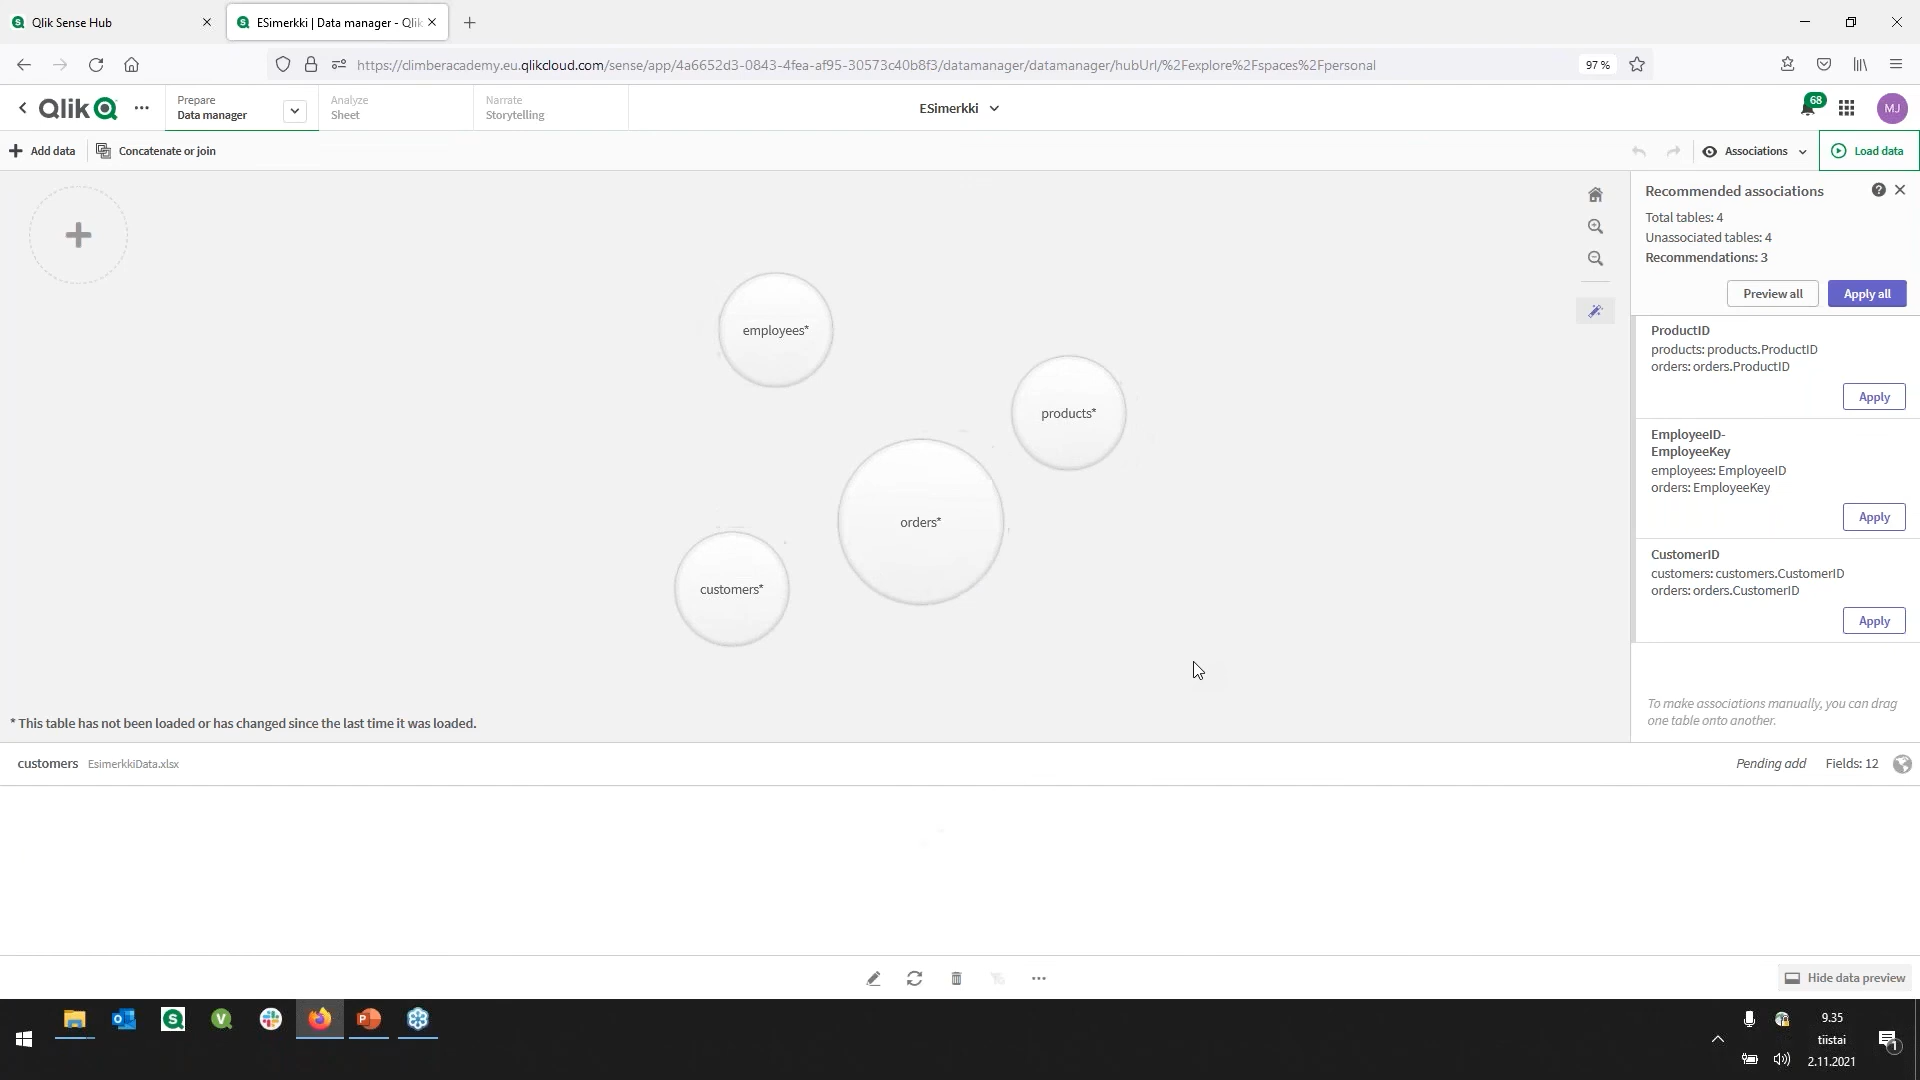 Qlik Sense Hub
ESimerkki | Data manager - Qlik
https://climberacademy.eu.qlikcloud.com/sense/app/4a6652d3-0843-4fea-af95-30573c40b8f3/datamanager/datamanager/hubUrl/%2Fexplore%2Fspaces%2Fpersonal
97 %
Qlik
Prepare
Data manager
Analyze
Sheet
Narrate
Storytelling
ESimerkki
68
MJ
Add data
Concatenate or join
Associations
Load data
Recommended associations
Total tables: 4
Unassociated tables: 4
Recommendations: 3
Preview all
Apply all
ProductID
products: products.ProductID
orders: orders.ProductID
Apply
EmployeeID-
EmployeeKey
employees: EmployeeID
orders: EmployeeKey
Apply
CustomerID
customers: customers.CustomerID
orders: orders.CustomerID
Apply
To make associations manually, you can drag
one table onto another.
employees*
products*
orders*
customers*
* This table has not been loaded or has changed since the last time it was loaded.
customers EsimerkkiData.xlsx
Pending add
Fields: 12
Hide data preview
9.35
tiistai
2.11.2021
1